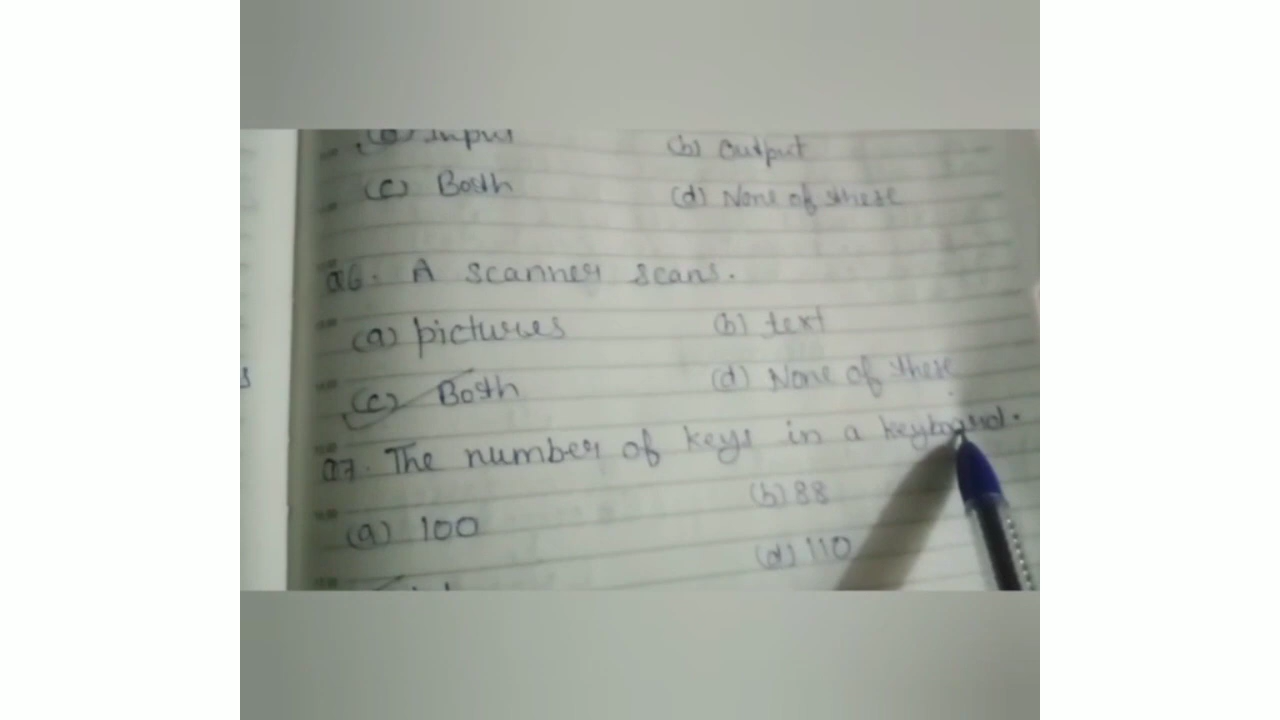 (a) Input (b) Output
(c) Both (d) None of these
Q6. A scanner scans.
(a) pictures (b) text
(c) Both (d) None of these
Q7. The number of keys in a keyboard.
(a) 100 (b) 88
(d) 110